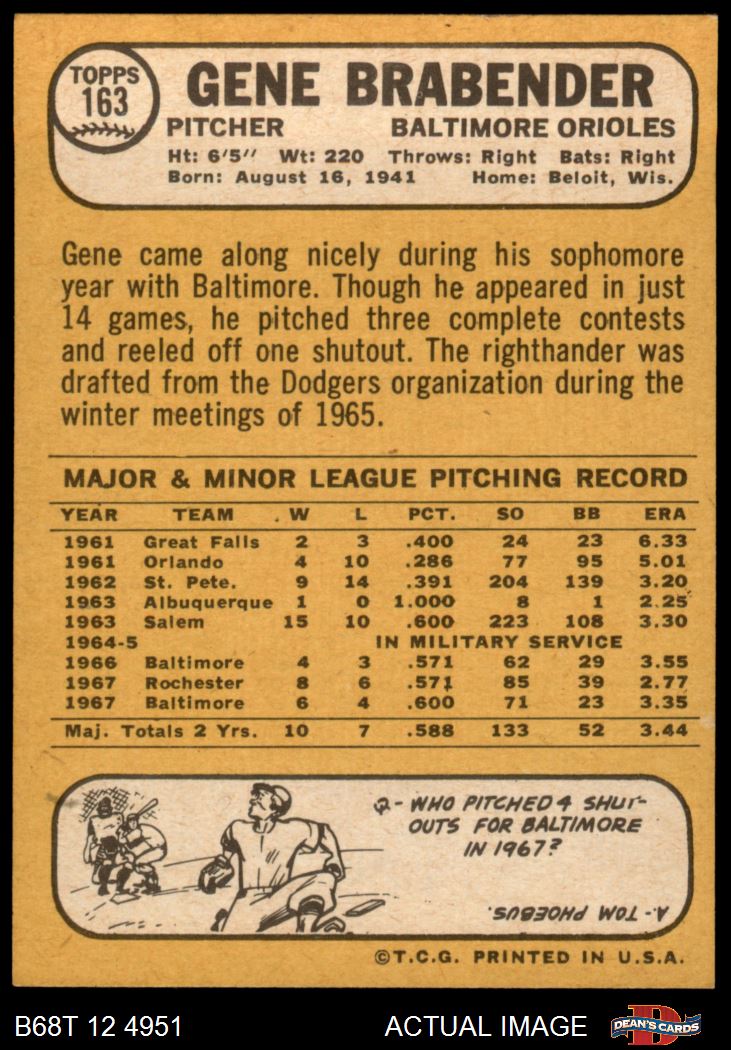 TOPPS
163
GENE BRABENDER
PITCHER BALTIMORE ORIOLES
Ht: 6'5" Wt: 220 Throws: Right Bats: Right
Born: August 16, 1941 Home: Beloit, Wis.
Gene came along nicely during his sophomore
year with Baltimore. Though he appeared in just
14 games, he pitched three complete contests
and reeled off one shutout. The righthander was
drafted from the Dodgers organization during the
winter meetings of 1965.
MAJOR & MINOR LEAGUE PITCHING RECORD
YEAR TEAM W L PCT. SO BB ERA
1961 Great Falls 2 3 .400 24 23 6.33
1961 Orlando 4 10 .286 77 95 5.01
1962 St. Pete. 9 14 .391 204 139 3.20
1963 Albuquerque 1 0 1.000 8 1 2.25
1963 Salem 15 10 .600 223 108 3.30
1964-5 IN MILITARY SERVICE
1966 Baltimore 4 3 .571 62 29 3.55
1967 Rochester 8 6 .571 85 39 2.77
1967 Baltimore 6 4 .600 71 23 3.35
Maj. Totals 2 Yrs. 10 7 .588 133 52 3.44
Q- WHO PITCHED 4 SHUT-
OUTS FOR BALTIMORE
IN 1967?
A- TOM PHOEBUS.
©T.C.G. PRINTED IN U.S.A.
B68T 12 4951 ACTUAL IMAGE D DEAN'S CARDS